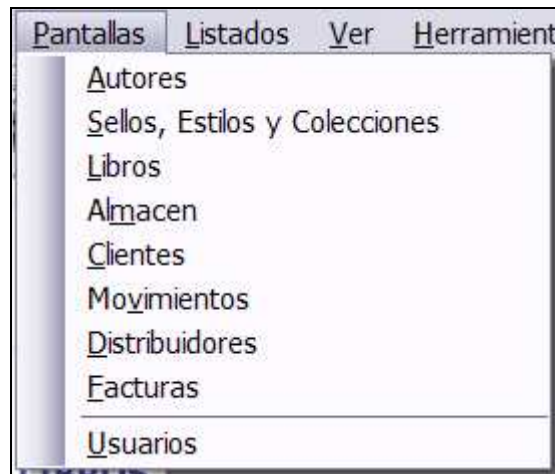 Pantallas Listados Ver Herramient
Autores
Sellos, Estilos y Colecciones
Libros
Almacen
Clientes
Movimientos
Distribuidores
Facturas
Usuarios